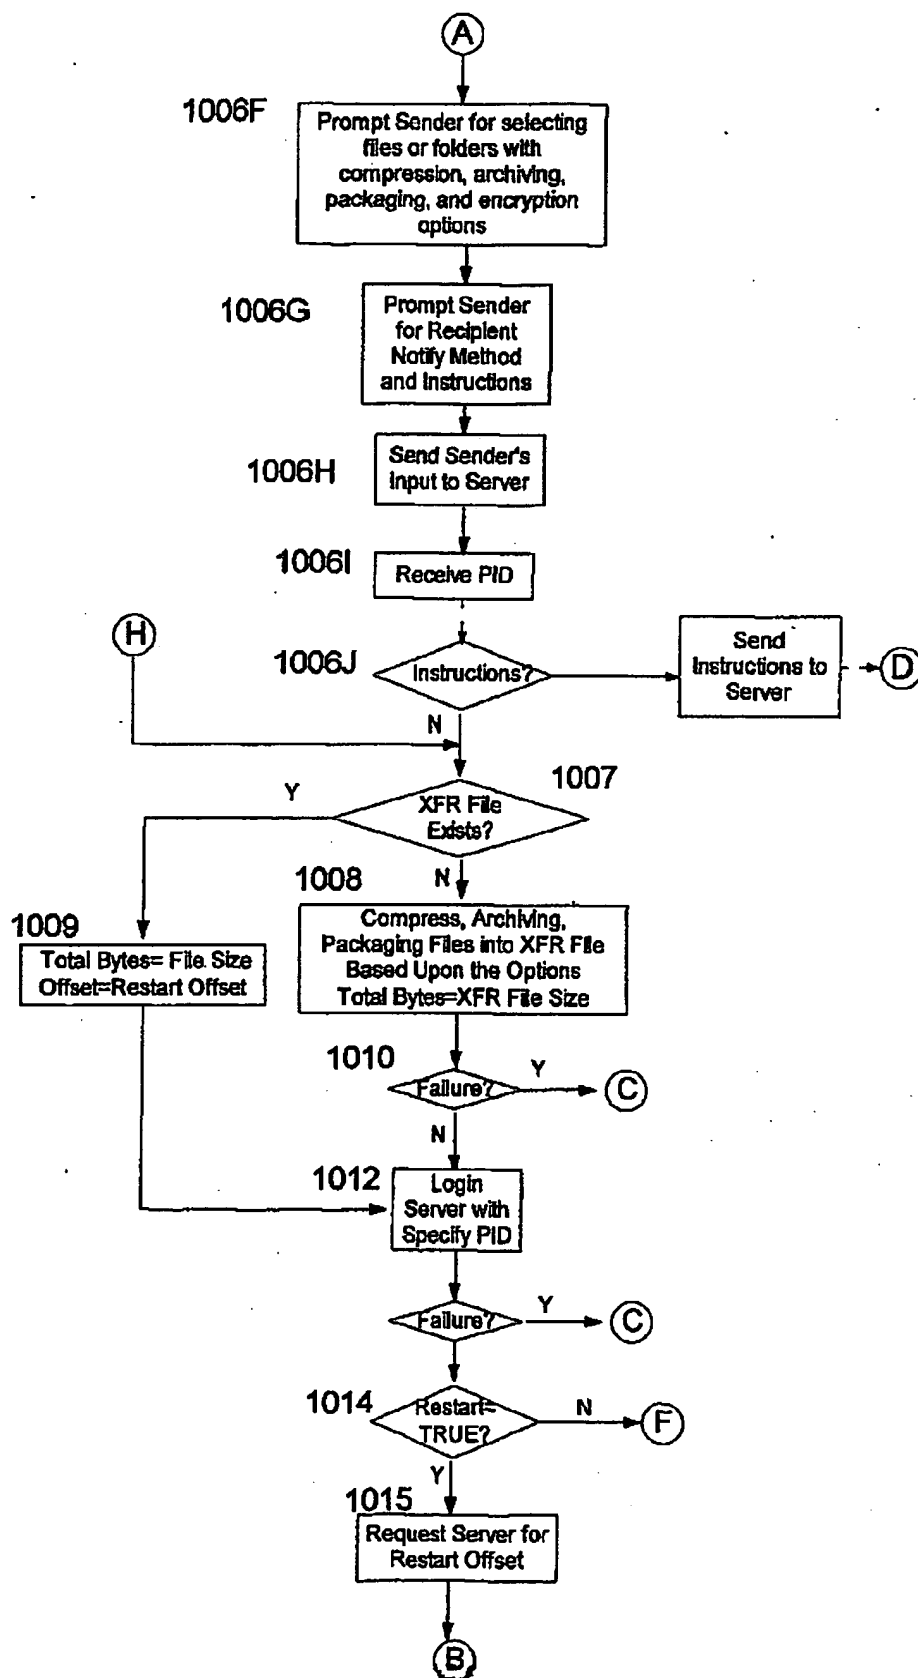 A
1006F
Prompt Sender for selecting
files or folders with
compression, archiving,
packaging, and encryption
options
1006G
Prompt Sender
for Recipient
Notify Method
and Instructions
1006H
Send Sender's
Input to Server
1006I
Receive PID
H
1006J
Instructions?
Send
Instructions to
Server
D
N
1007
Y
XFR File
Exists?
N
1008
Compress, Archiving,
Packaging Files into XFR File
Based Upon the Options
Total Bytes=XFR File Size
1009
Total Bytes= File Size
Offset=Restart Offset
1010
Failure?
Y
C
N
1012
Login
Server with
Specify PID
Failure?
Y
C
1014
Restart=
TRUE?
N
F
Y
1015
Request Server for
Restart Offset
B